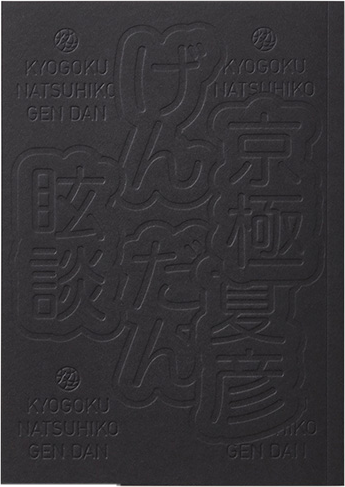 KYOGOKU
NATSUHIKO
GEN DAN
KYOGOKU
NATSUHIKO
GEN DAN
京極夏彦
げんだん
眩談
KYOGOKU
NATSUHIKO
GEN DAN
HIKO
GEN DAN